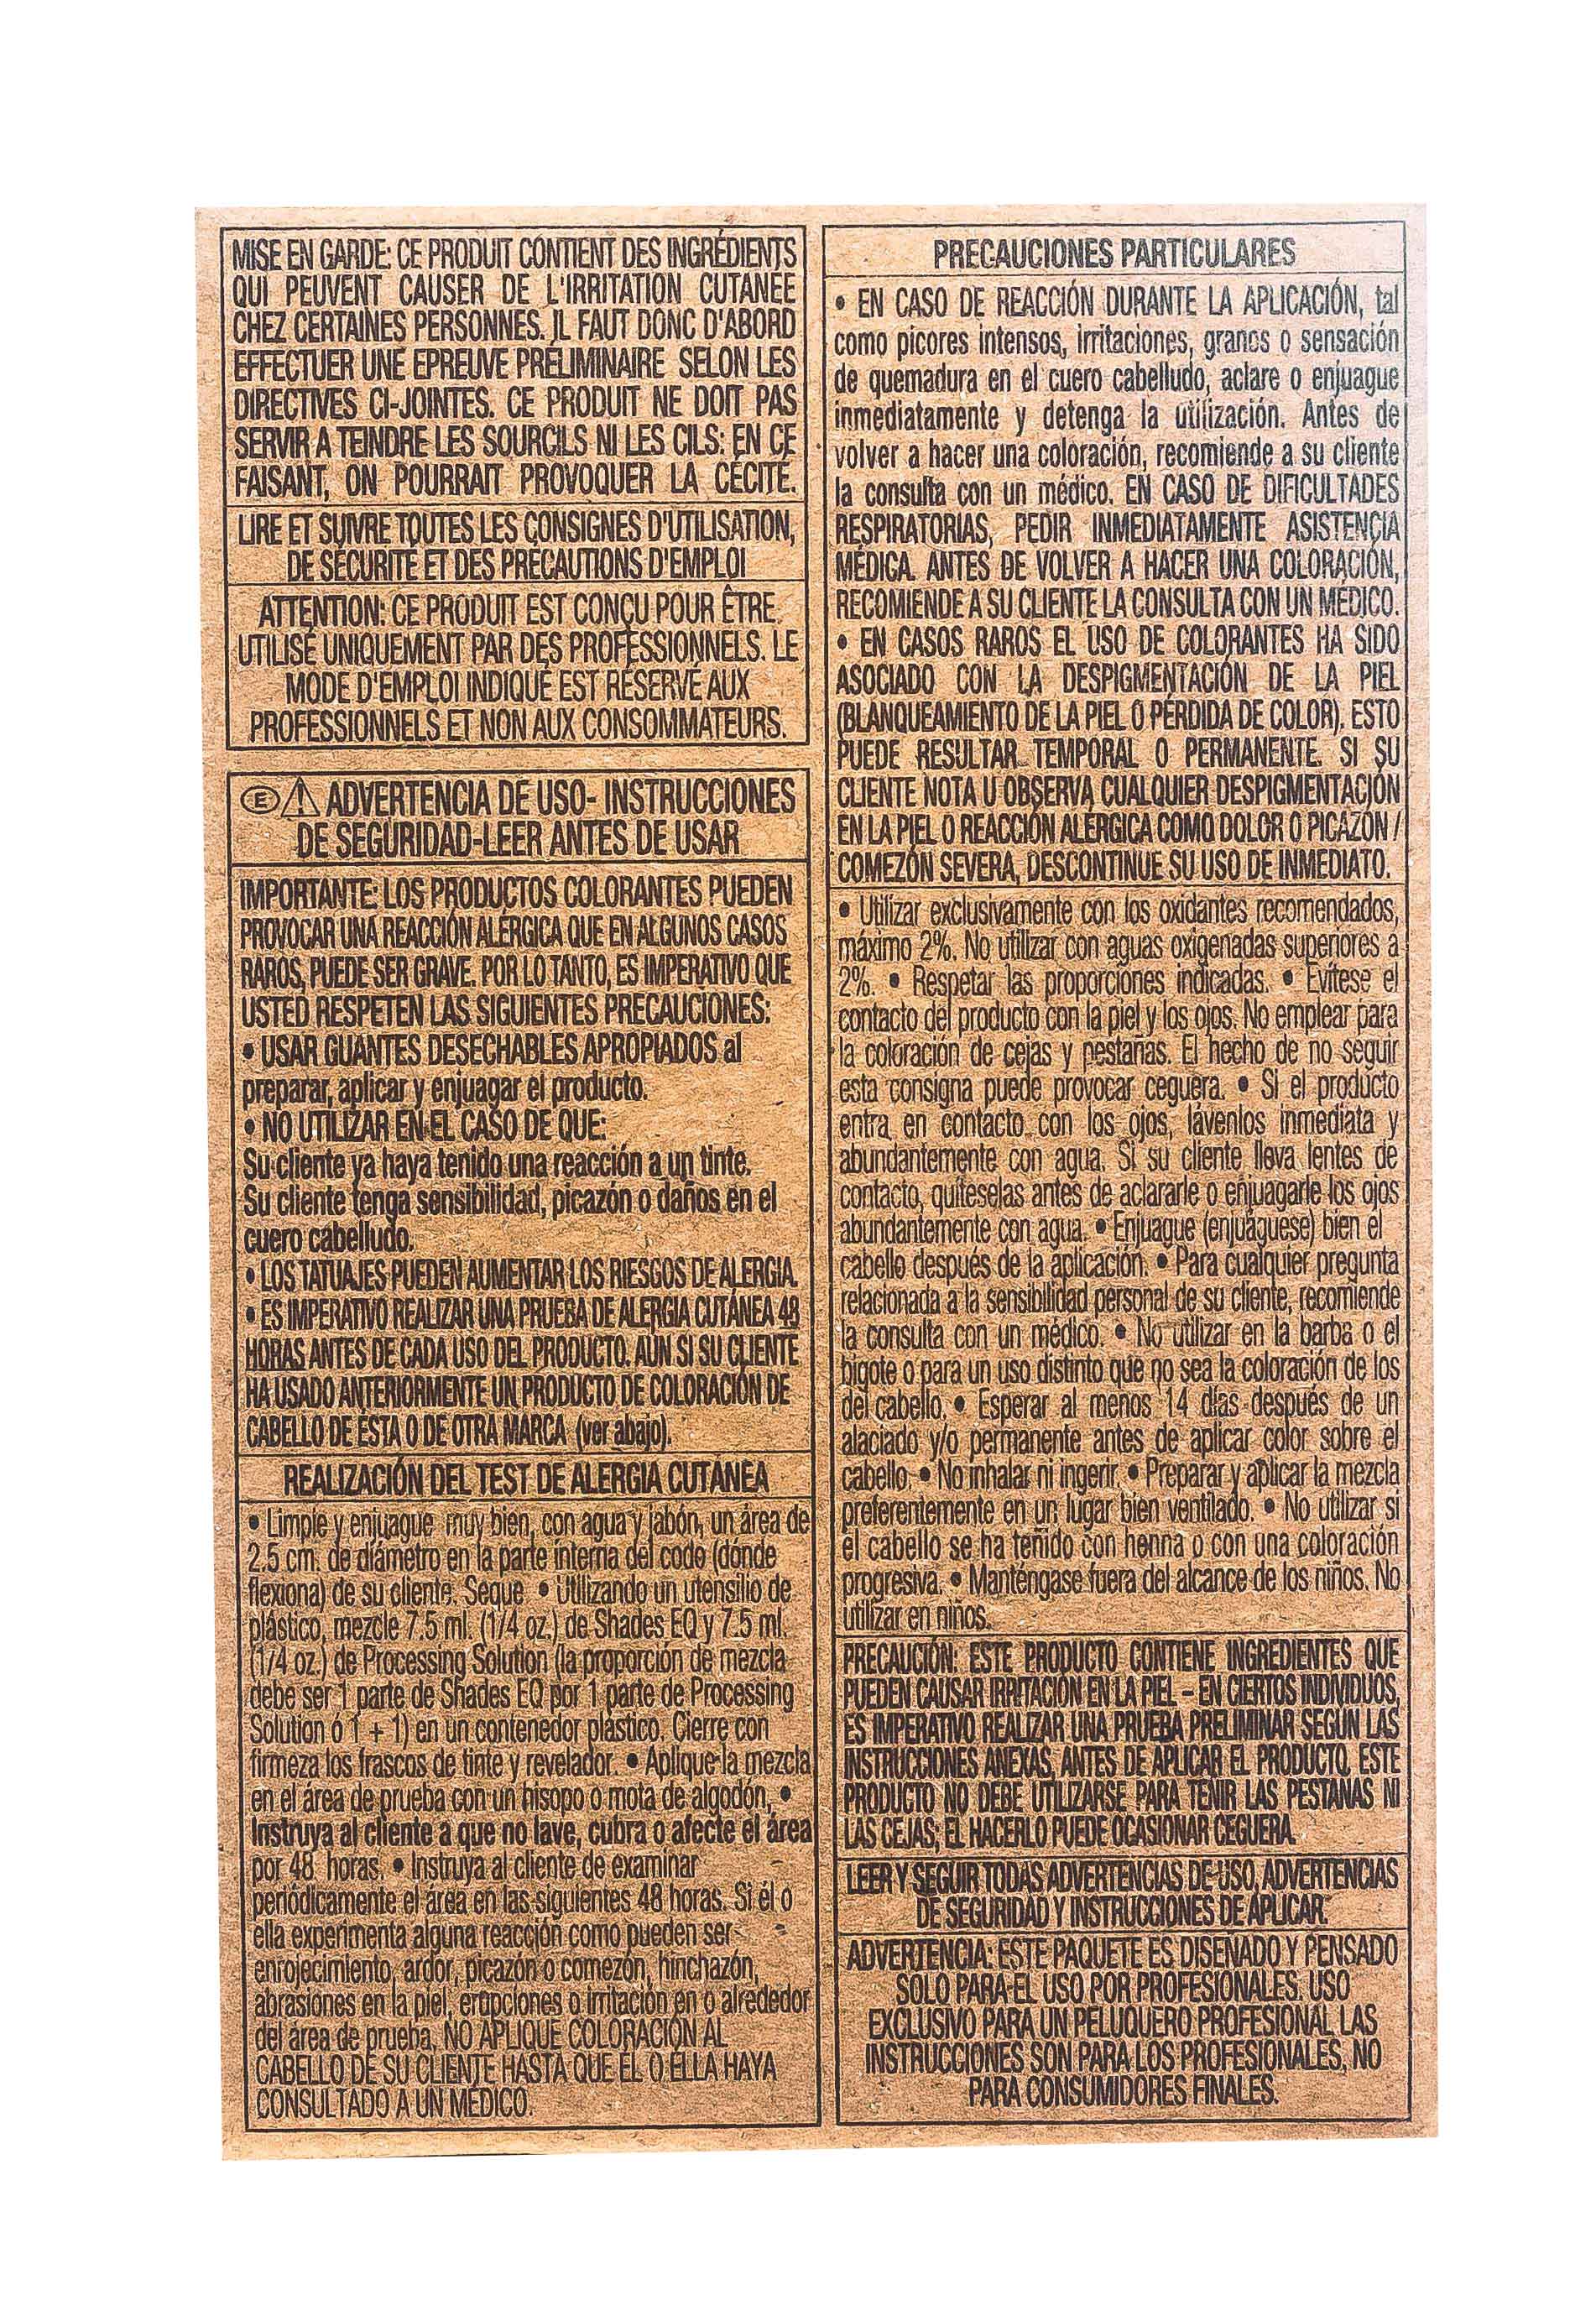 MISE EN GARDE: CE PRODUIT CONTIENT DES INGRÉDIENTS
QUI PEUVENT CAUSER DE L'IRRITATION CUTANÉE
CHEZ CERTAINES PERSONNES. IL FAUT DONC D'ABORD
EFFECTUER UNE EPREUVE PRÉLIMINAIRE SELON LES
DIRECTIVES CI-JOINTES. CE PRODUIT NE DOIT PAS
SERVIR A TEINDRE LES SOURCILS NI LES CILS: EN CE
FAISANT, ON POURRAIT PROVOQUER LA CÉCITÉ.
LIRE ET SUIVRE TOUTES LES CONSIGNES D'UTILISATION,
DE SÉCURITÉ ET DES PRÉCAUTIONS D'EMPLOI
ATTENTION: CE PRODUIT EST CONÇU POUR ÊTRE
UTILISÉ UNIQUEMENT PAR DES PROFESSIONNELS. LE
MODE D'EMPLOI INDIQUÉ EST RÉSERVÉ AUX
PROFESSIONNELS ET NON AUX CONSOMMATEURS.
E ADVERTENCIA DE USO- INSTRUCCIONES
DE SEGURIDAD-LEER ANTES DE USAR
IMPORTANTE: LOS PRODUCTOS COLORANTES PUEDEN
PROVOCAR UNA REACCIÓN ALÉRGICA QUE EN ALGUNOS CASOS
RAROS, PUEDE SER GRAVE. POR LO TANTO, ES IMPERATIVO QUE
USTED RESPETEN LAS SIGUIENTES PRECAUCIONES:
• USAR GUANTES DESECHABLES APROPIADOS al
preparar, aplicar y enjuagar el producto.
• NO UTILIZAR EN EL CASO DE QUE:
Su cliente ya haya tenido una reacción a un tinte.
Su cliente tenga sensibilidad, picazón o daños en el
cuero cabelludo.
• LOS TATUAJES PUEDEN AUMENTAR LOS RIESGOS DE ALERGIA.
• ES IMPERATIVO REALIZAR UNA PRUEBA DE ALERGIA CUTÁNEA 48
HORAS ANTES DE CADA USO DEL PRODUCTO. AUN SI SU CLIENTE
HA USADO ANTERIORMENTE UN PRODUCTO DE COLORACIÓN DE
CABELLO DE ÉSTA O DE OTRA MARCA (ver abajo).
REALIZACIÓN DEL TEST DE ALERGIA CUTÁNEA
• Limpie y enjuague muy bien, con agua y jabón, un área de
2.5 cm. de diámetro en la parte interna del codo (dónde
flexiona) de su cliente. Seque • Utilizando un utensilio de
plástico, mezcle 7.5 ml. (1/4 oz.) de Shades EQ y 7.5 ml.
(1/4 oz.) de Processing Solution (la proporción de mezcla
debe ser 1 parte de Shades EQ por 1 parte de Processing
Solution ó 1 + 1) en un contenedor plástico. Cierre con
firmeza los frascos de tinte y revelador. • Aplique la mezcla
en el área de prueba con un hisopo o mota de algodón. •
Instruya al cliente a que no lave, cubra o afecte el área
por 48 horas. • Instruya al cliente de examinar
periódicamente el área en las siguientes 48 horas. Si él o
ella experimenta alguna reacción como pueden ser
enrojecimiento, ardor, picazón o comezón, hinchazón,
abrasiones en la piel, erupciones o irritación en o alrededor
del área de prueba, NO APLIQUE COLORACIÓN AL
CABELLO DE SU CLIENTE HASTA QUE ÉL O ELLA HAYA
CONSULTADO A UN MÉDICO.
PRECAUCIONES PARTICULARES
• EN CASO DE REACCIÓN DURANTE LA APLICACIÓN, tal
como picores intensos, irritaciones, granos o sensación
de quemadura en el cuero cabelludo, aclare o enjuague
inmediatamente y detenga la utilización. Antes de
volver a hacer una coloración, recomiende a su cliente
la consulta con un médico. EN CASO DE DIFICULTADES
RESPIRATORIAS, PEDIR INMEDIATAMENTE ASISTENCIA
MÉDICA. ANTES DE VOLVER A HACER UNA COLORACIÓN,
RECOMIENDE A SU CLIENTE LA CONSULTA CON UN MÉDICO.
• EN CASOS RAROS EL USO DE COLORANTES HA SIDO
ASOCIADO CON LA DESPIGMENTACIÓN DE LA PIEL
(BLANQUEAMIENTO DE LA PIEL O PÉRDIDA DE COLOR). ESTO
PUEDE RESULTAR TEMPORAL O PERMANENTE. SI SU
CLIENTE NOTA U OBSERVA CUALQUIER DESPIGMENTACIÓN
EN LA PIEL O REACCIÓN ALÉRGICA COMO DOLOR O PICAZÓN /
COMEZÓN SEVERA, DESCONTINUE SU USO DE INMEDIATO.
• Utilizar exclusivamente con los oxidantes recomendados,
máximo 2%. No utilizar con aguas oxigenadas superiores a
2%. • Respetar las proporciones indicadas. • Evítese el
contacto del producto con la piel y los ojos. No emplear para
la coloración de cejas y pestañas. El hecho de no seguir
esta consigna puede provocar ceguera. • Si el producto
entra en contacto con los ojos, lávenlos inmediata y
abundantemente con agua. Si su cliente lleva lentes de
contacto, quíteselas antes de aclararle o enjuagarle los ojos
abundantemente con agua. • Enjuague (enjuáguese) bien el
cabello después de la aplicación. • Para cualquier pregunta
relacionada a la sensibilidad personal de su cliente, recomiende
la consulta con un médico. • No utilizar en la barba o el
bigote o para un uso distinto que no sea la coloración de los
del cabello. • Esperar al menos 14 días después de un
alaciado y/o permanente antes de aplicar color sobre el
cabello. • No inhalar ni ingerir. • Preparar y aplicar la mezcla
preferentemente en un lugar bien ventilado. • No utilizar si
el cabello se ha teñido con henna o con una coloración
progresiva. • Manténgase fuera del alcance de los niños. No
utilizar en niños.
PRECAUCIÓN: ESTE PRODUCTO CONTIENE INGREDIENTES QUE
PUEDEN CAUSAR IRRITACIÓN EN LA PIEL – EN CIERTOS INDIVIDUOS,
ES IMPERATIVO REALIZAR UNA PRUEBA PRELIMINAR SEGÚN LAS
INSTRUCCIONES ANEXAS, ANTES DE APLICAR EL PRODUCTO. ESTE
PRODUCTO NO DEBE UTILIZARSE PARA TEÑIR LAS PESTAÑAS NI
LAS CEJAS; EL HACERLO PUEDE OCASIONAR CEGUERA.
LEER Y SEGUIR TODAS ADVERTENCIAS DE USO, ADVERTENCIAS
DE SEGURIDAD Y INSTRUCCIONES DE APLICAR.
ADVERTENCIA: ESTE PAQUETE ES DISEÑADO Y PENSADO
SOLO PARA EL USO POR PROFESIONALES. USO
EXCLUSIVO PARA UN PELUQUERO PROFESIONAL LAS
INSTRUCCIONES SON PARA LOS PROFESIONALES, NO
PARA CONSUMIDORES FINALES.